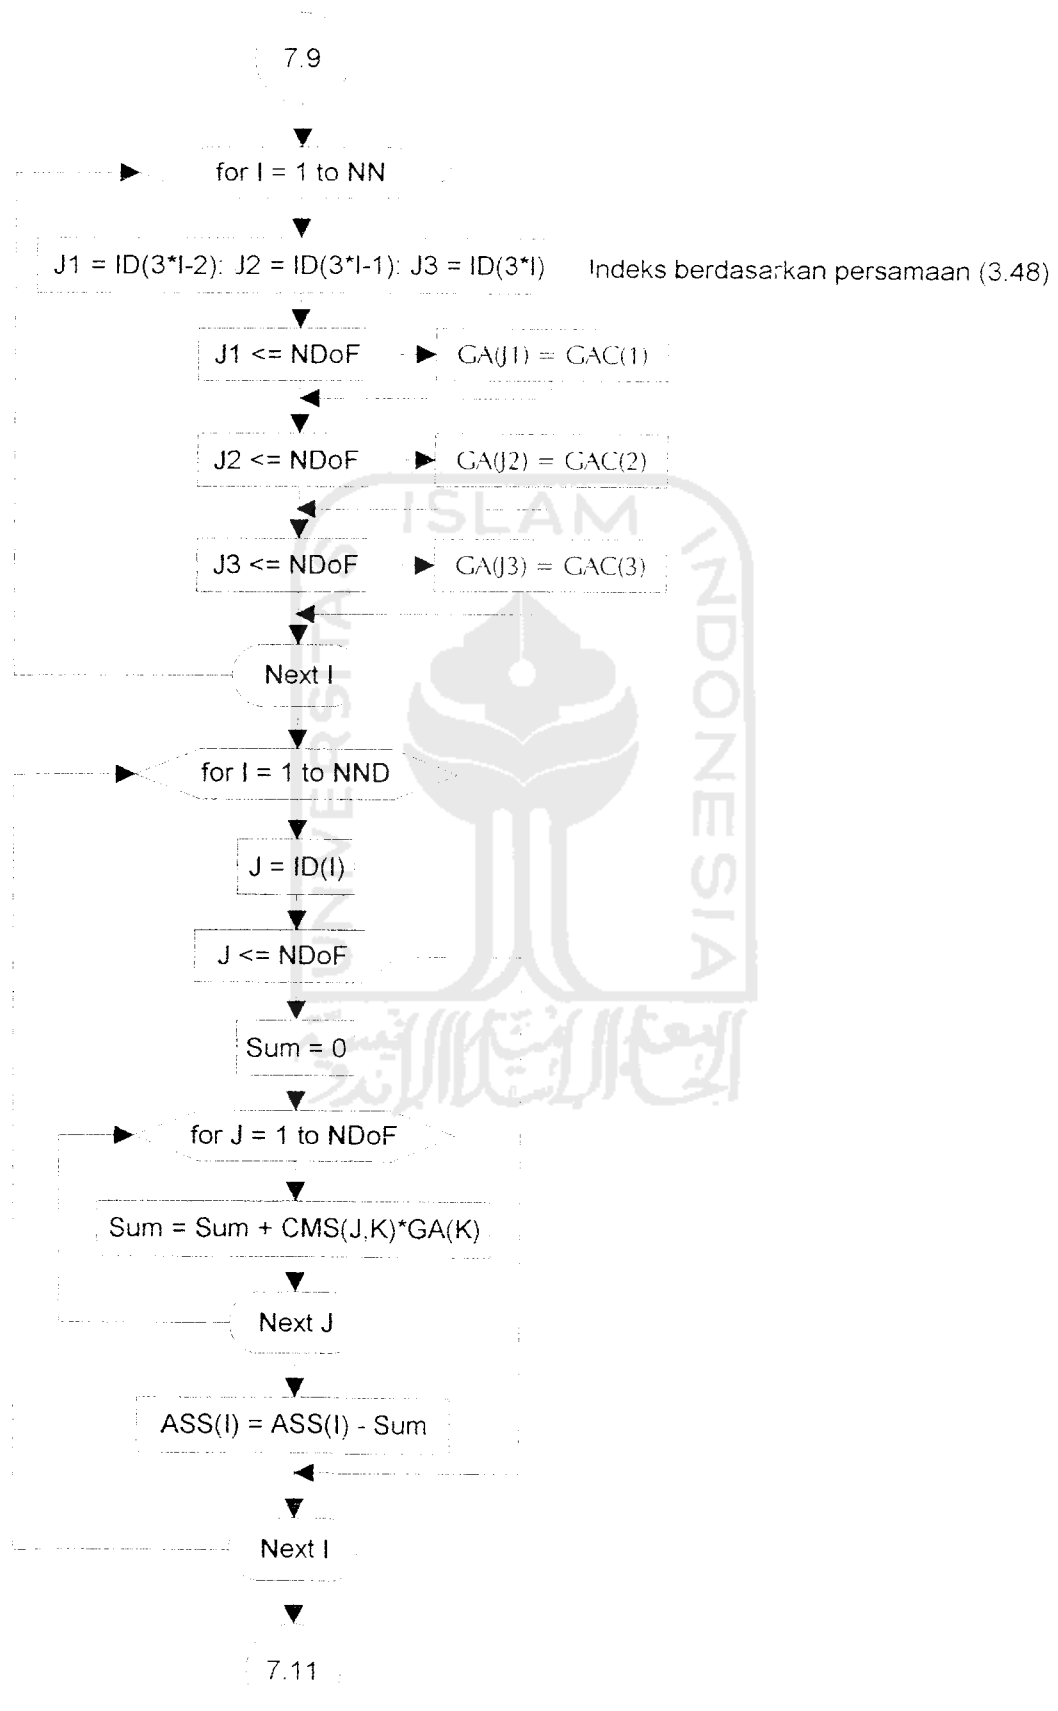 7.9
for I = 1 to NN
J1 = ID(3*I-2): J2 = ID(3*I-1): J3 = ID(3*I)
Indeks berdasarkan persamaan (3.48)
J1 <= NDoF
GA(J1) = GAC(1)
J2 <= NDoF
GA(J2) = GAC(2)
J3 <= NDoF
GA(J3) = GAC(3)
Next I
for I = 1 to NND
J = ID(I)
J <= NDoF
Sum = 0
for J = 1 to NDoF
Sum = Sum + CMS(J,K)*GA(K)
Next J
ASS(I) = ASS(I) - Sum
Next I
7.11
UNIVERSITAS
ISLAM
INDONESIA